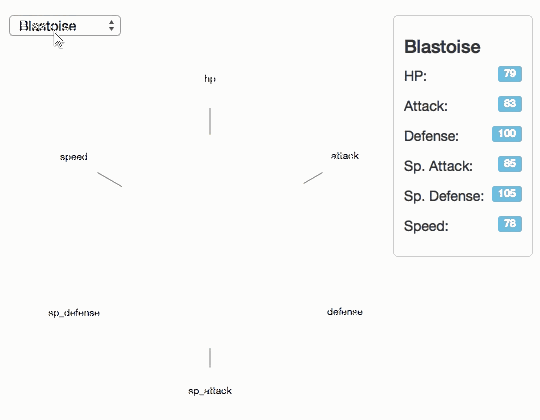 Blastoise
hp
speed
attack
sp_defense
defense
sp_attack
Blastoise
HP: 79
Attack: 83
Defense: 100
Sp. Attack: 85
Sp. Defense: 105
Speed: 78